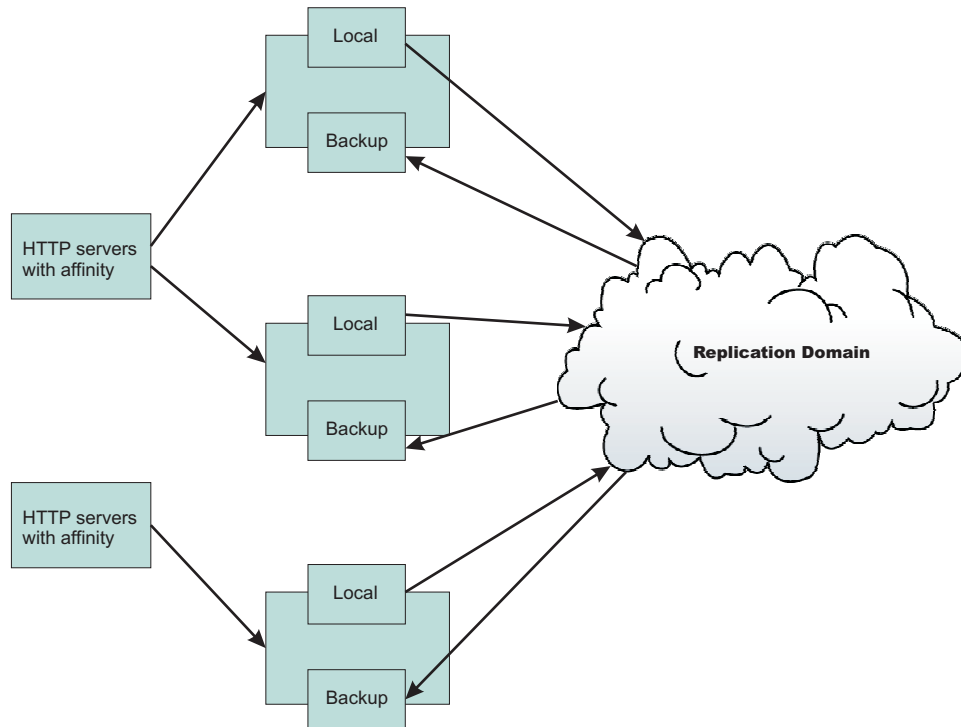 Local
Backup
HTTP servers
with affinity
Local
Replication Domain
Backup
HTTP servers
with affinity
Local
Backup